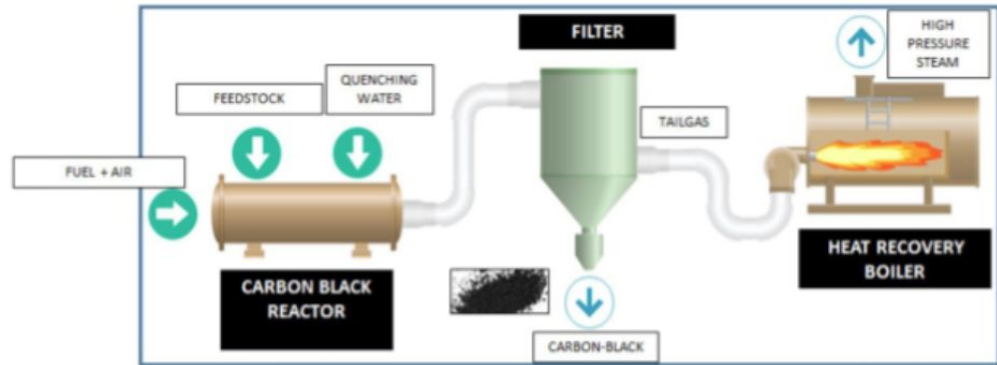 FUEL + AIR
FEEDSTOCK
QUENCHING
WATER
CARBON BLACK
REACTOR
FILTER
CARBON-BLACK
TAILGAS
HIGH
PRESSURE
STEAM
HEAT RECOVERY
BOILER